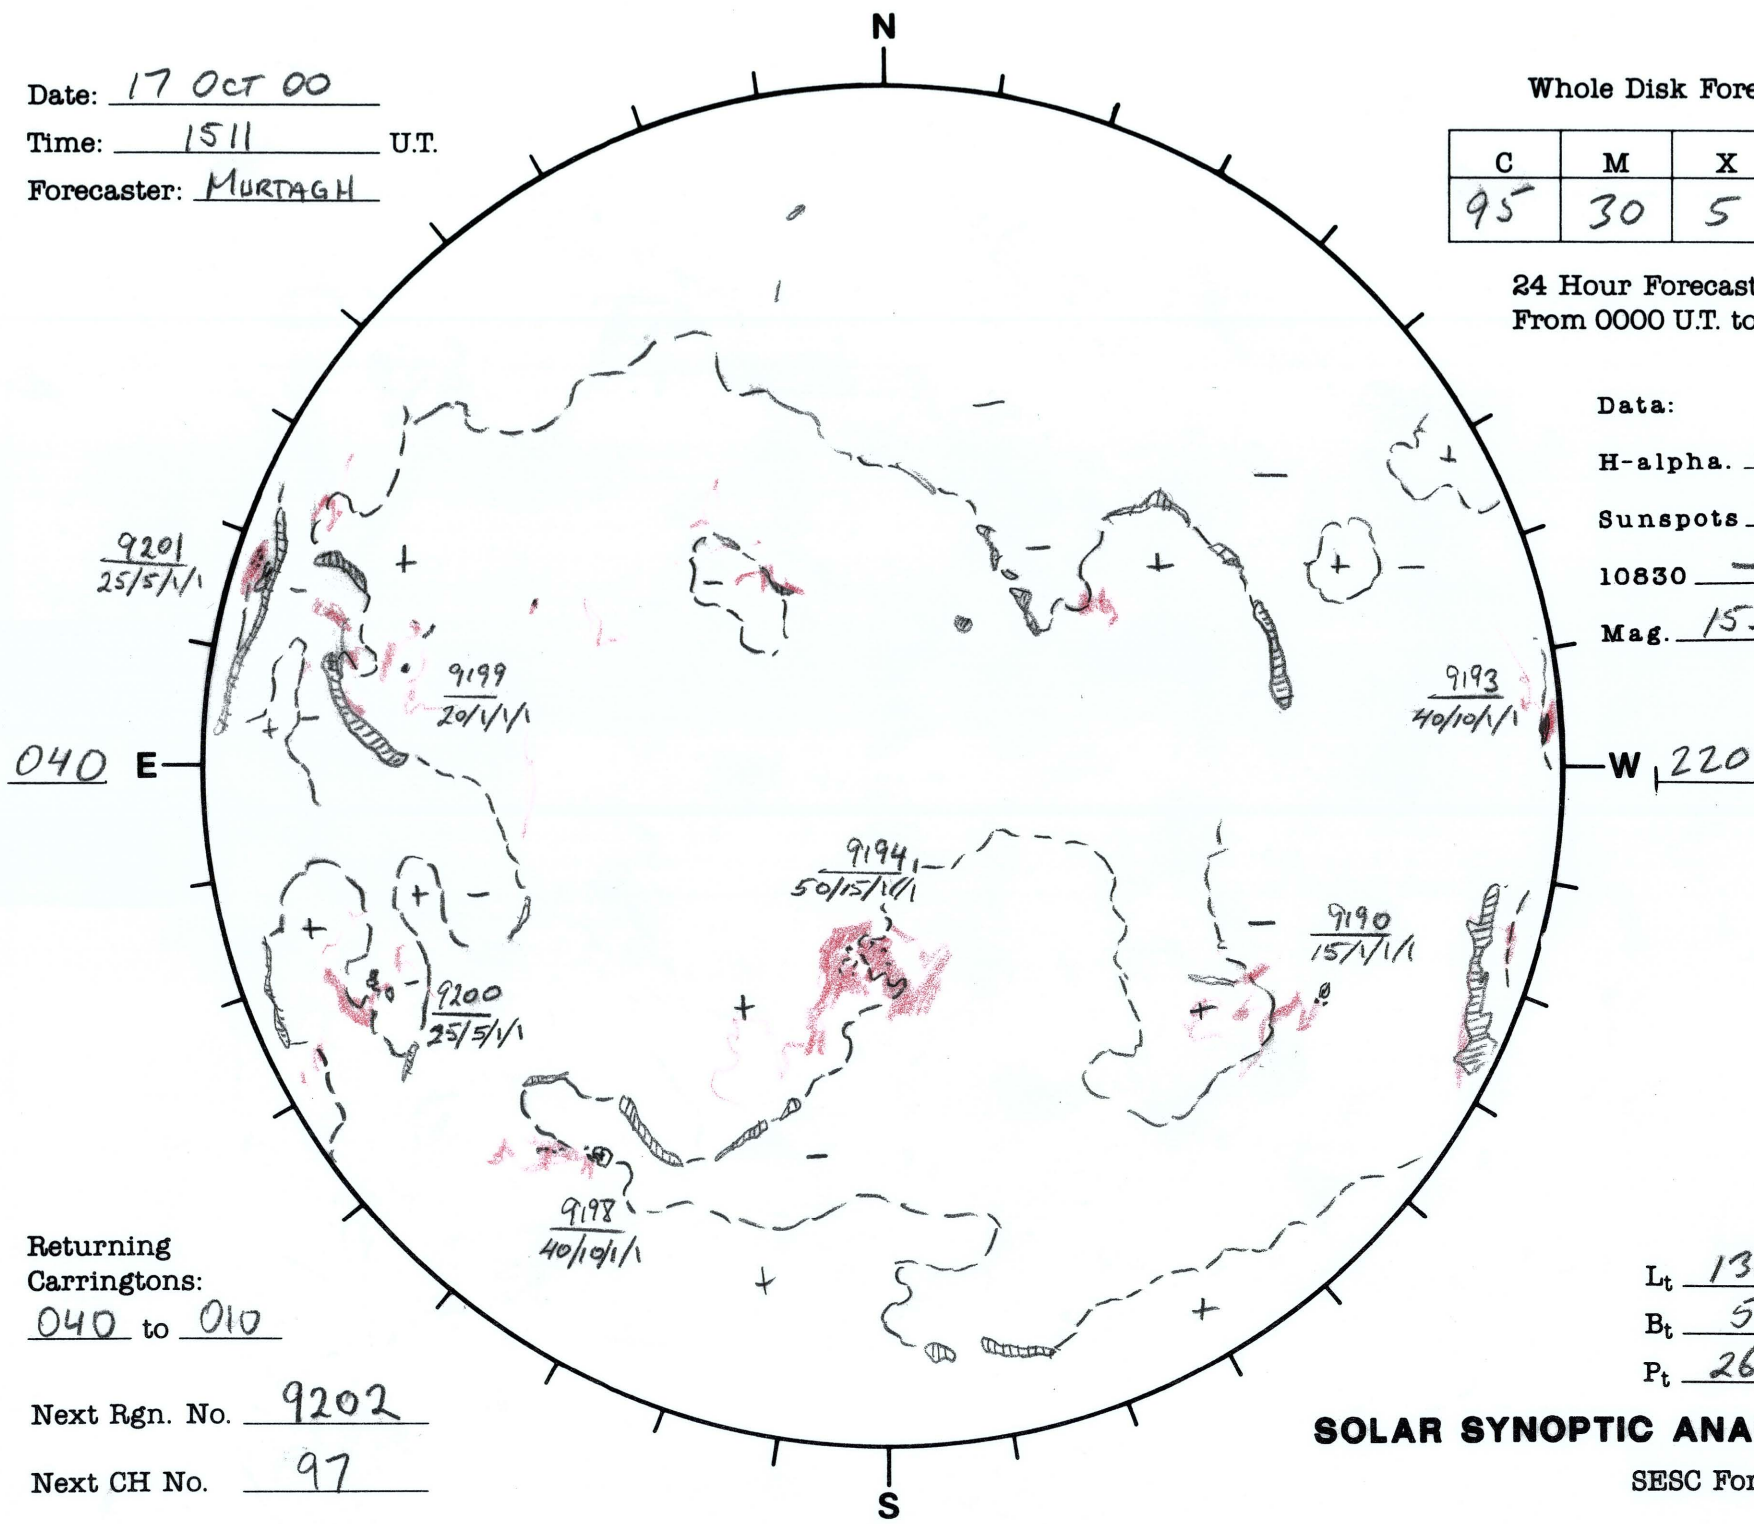 N
Date: 17 OCT 00
Time: 1511 U.T.
Forecaster: MURTAGH
Whole Disk Fore
C M X
95 30 5
24 Hour Forecast
From 0000 U.T. to
Data:
H-alpha.
Sunspots
10830
Mag. 15
9201
25/5/1/1
9199
20/1/1/1
9193
40/10/1/1
040 E
W 220
9194
50/15/1/1
9190
15/1/1/1
9200
25/5/1/1
9198
40/10/1/1
Returning
Carringtons:
040 to 010
Lt 13
Bt 5
Pt 26
Next Rgn. No. 9202
Next CH No. 97
SOLAR SYNOPTIC ANA
SESC For
S